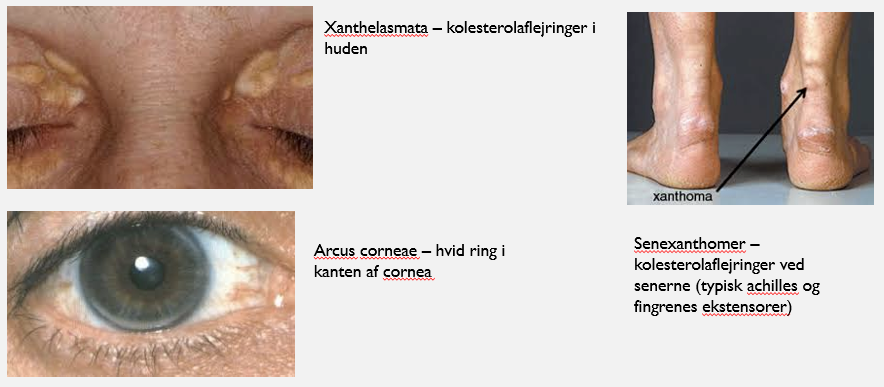 Xanthelasmata – kolesterolaflejringer i
huden
xanthoma
Arcus corneae – hvid ring i
kanten af cornea
Senexanthomer –
kolesterolaflejringer ved
senerne (typisk achilles og
fingrenes ekstensorer)